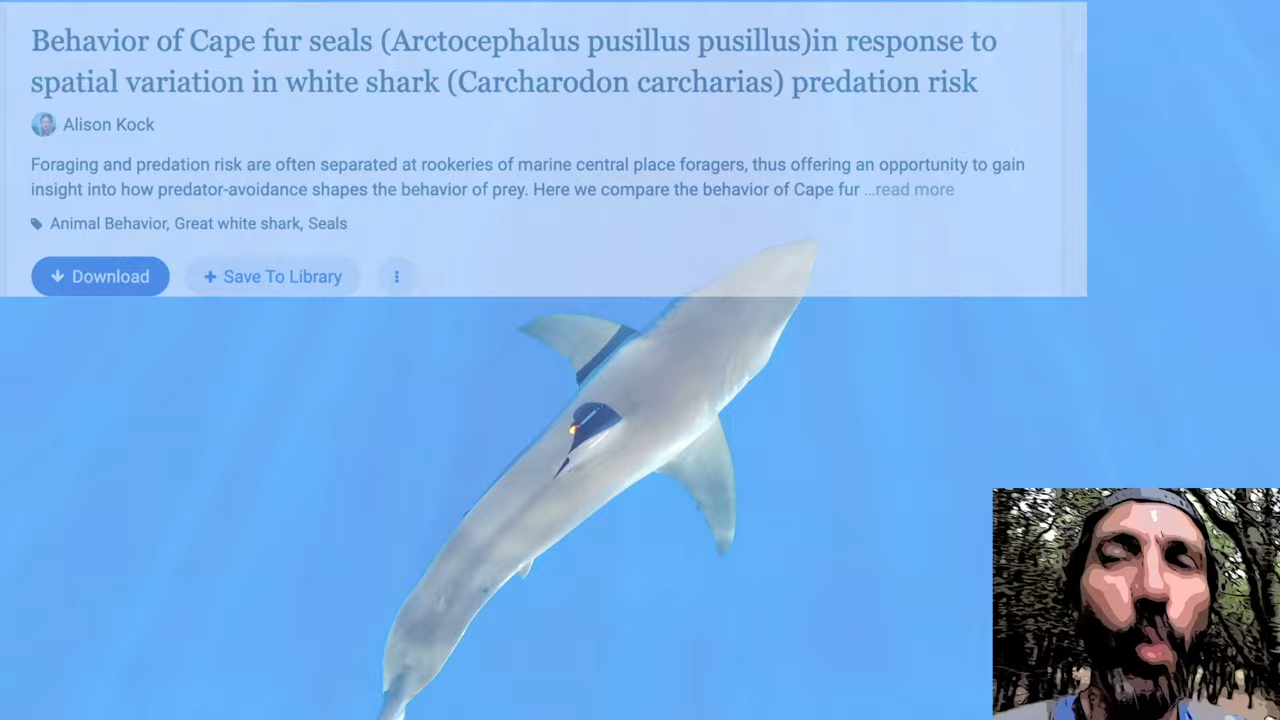 Behavior of Cape fur seals (Arctocephalus pusillus pusillus)in response to
spatial variation in white shark (Carcharodon carcharias) predation risk
Alison Kock
Foraging and predation risk are often separated at rookeries of marine central place foragers, thus offering an opportunity to gain
insight into how predator-avoidance shapes the behavior of prey. Here we compare the behavior of Cape fur ...read more
Animal Behavior, Great white shark, Seals
Download
+ Save To Library